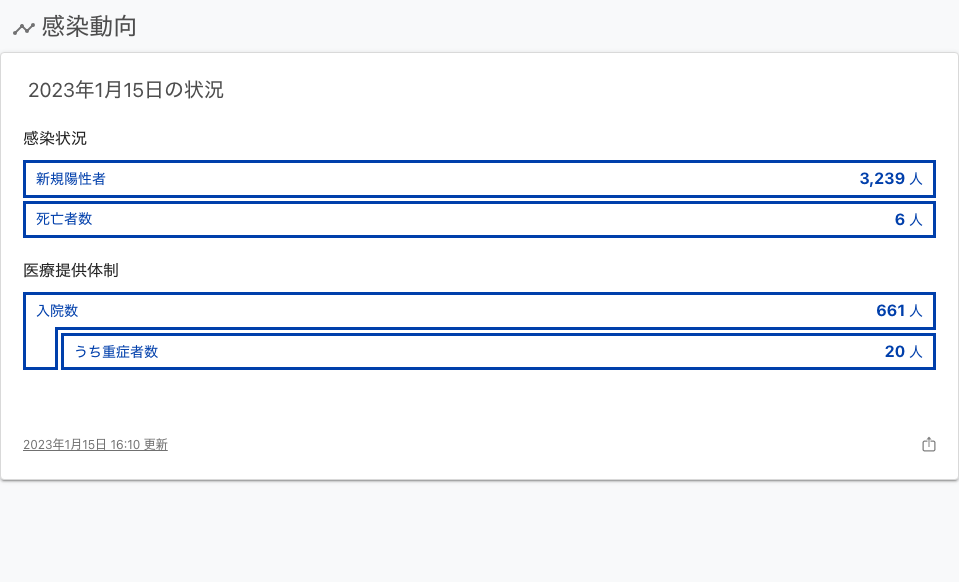 感染動向
2023年1月15日の状況
感染状況
新規陽性者 3,239 人
死亡者数 6 人
医療提供体制
入院数 661 人
うち重症者数 20 人
2023年1月15日 16:10 更新